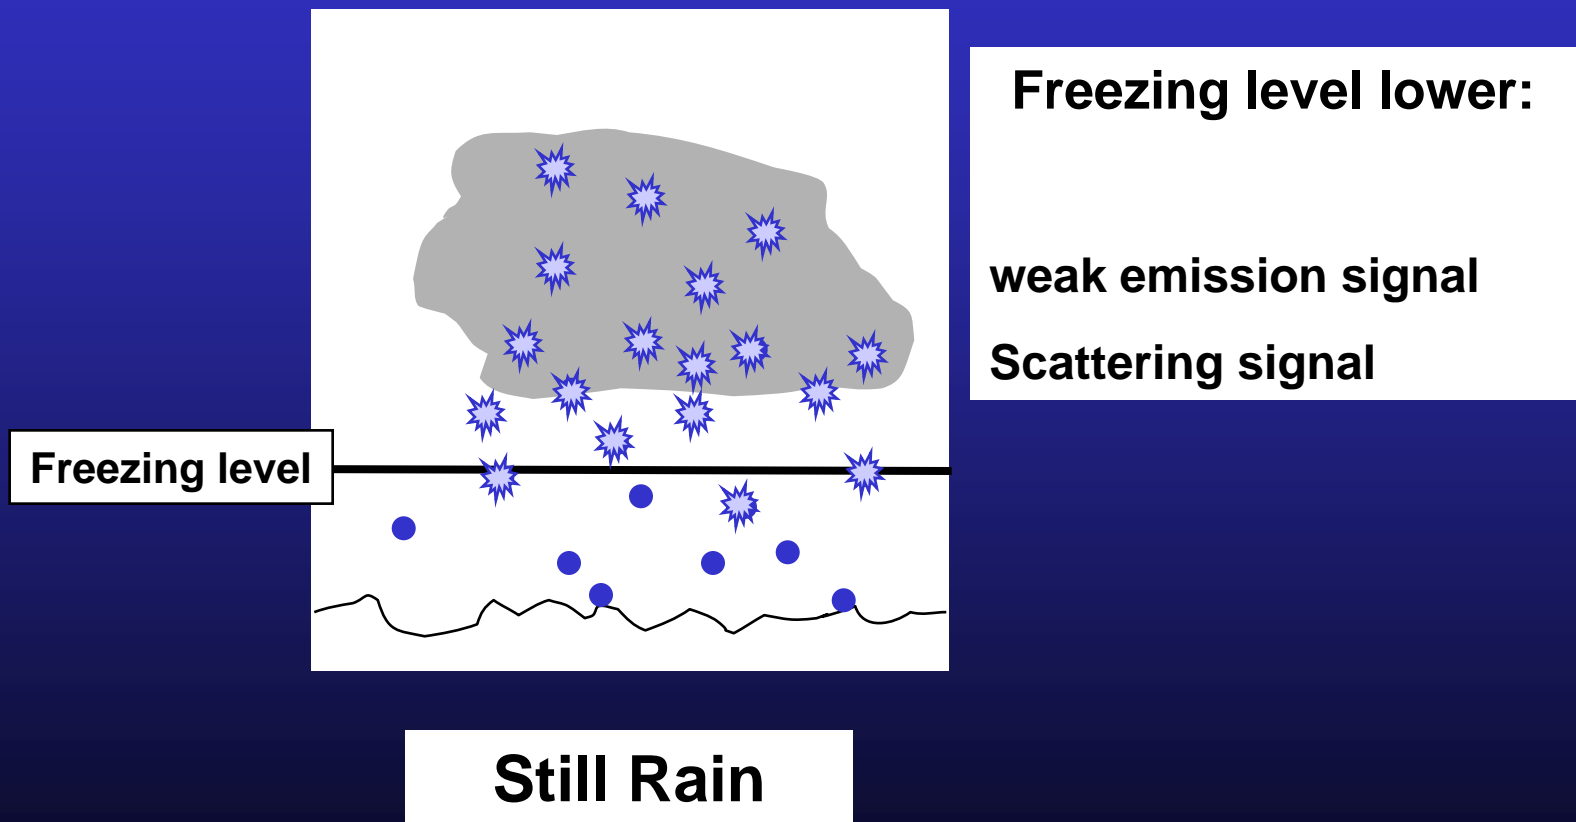 Freezing level lower:
weak emission signal
Scattering signal
Freezing level
Still Rain